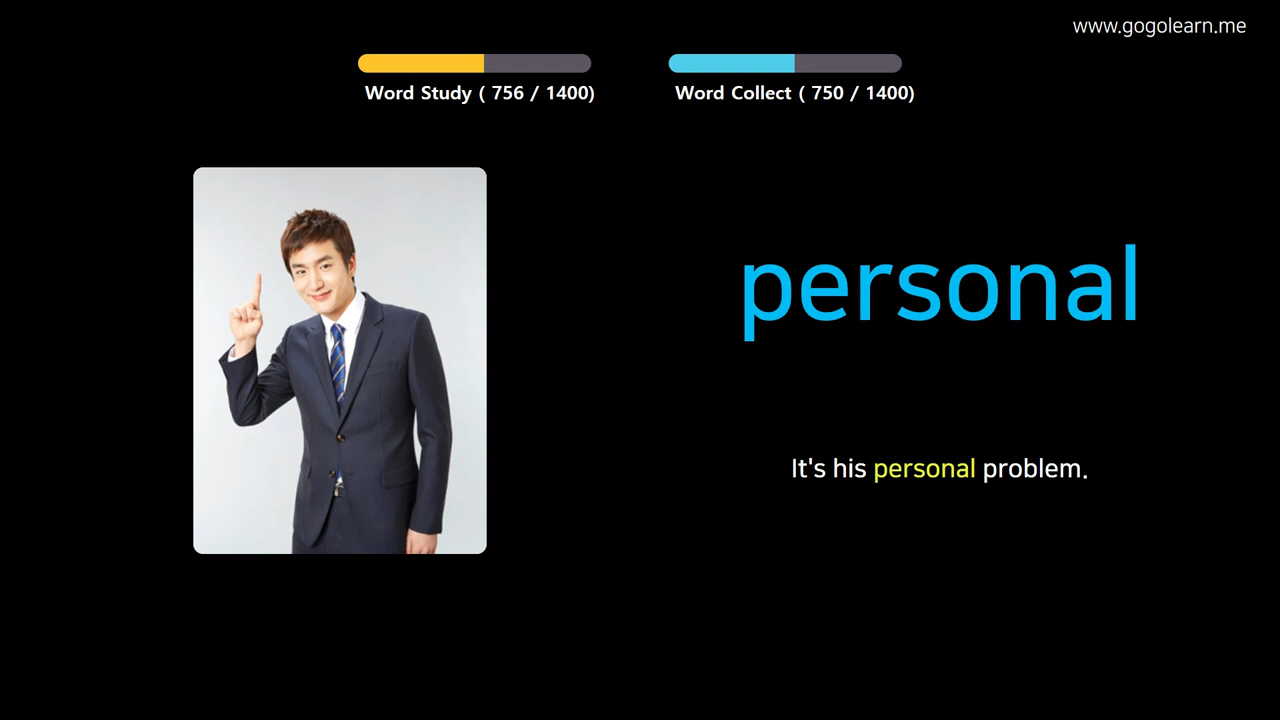 www.gogolearn.me
Word Study ( 756 / 1400)
Word Collect ( 750 / 1400)
personal
It's his personal problem.